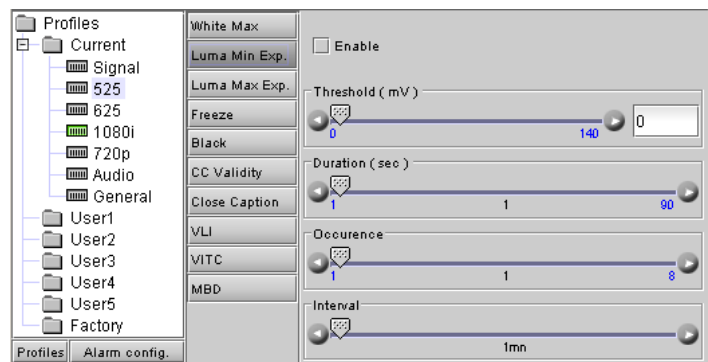 Profiles
Current
Signal
525
625
1080i
720p
Audio
General
User1
User2
User3
User4
User5
Factory
Profiles
Alarm config.
White Max
Luma Min Exp.
Luma Max Exp.
Freeze
Black
CC Validity
Close Caption
VLI
VITC
MBD
Enable
Threshold ( mV )
0 140 0
Duration ( sec )
1 1 90
Occurence
1 1 8
Interval
1mn